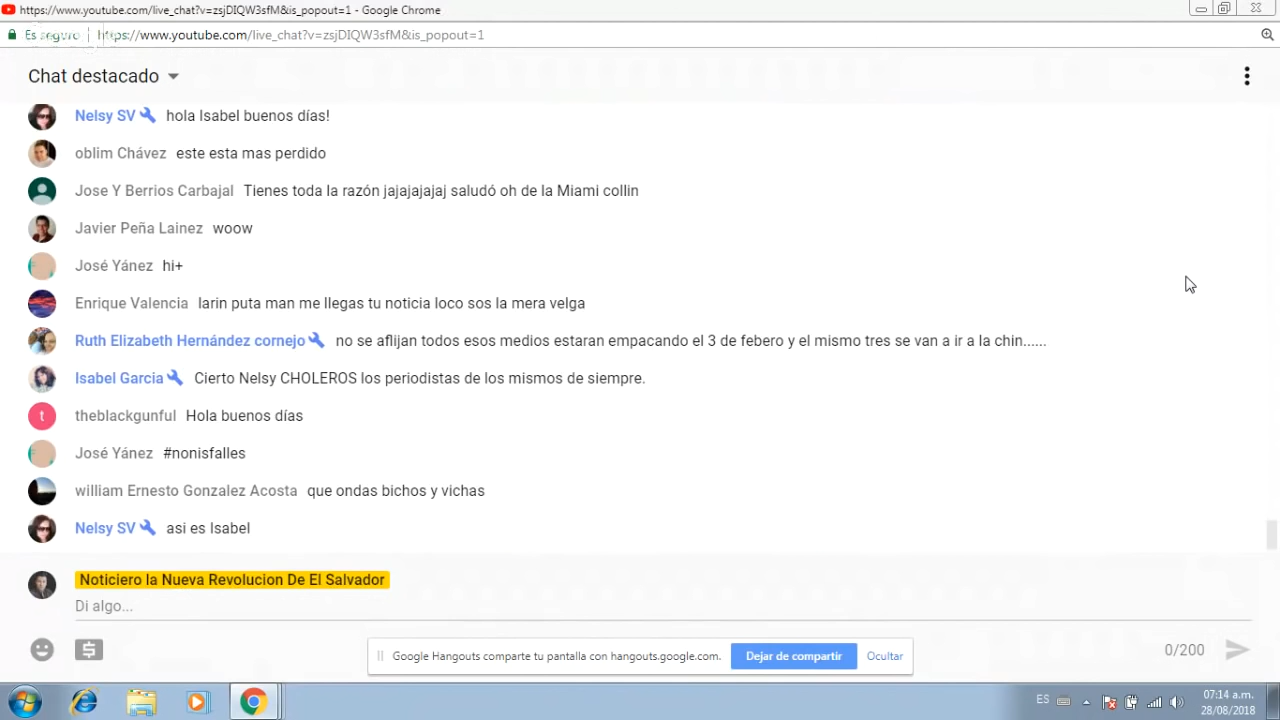 https://www.youtube.com/live_chat?v=zsjDIQW3sfM&is_popout=1 - Google Chrome
Es seguro https://www.youtube.com/live_chat?v=zsjDIQW3sfM&is_popout=1
Chat destacado
Nelsy SV hola Isabel buenos días!
oblim Chávez este esta mas perdido
Jose Y Berrios Carbajal Tienes toda la razón jajajajajaj saludó oh de la Miami collin
Javier Peña Lainez woow
José Yánez hi+
Enrique Valencia larin puta man me llegas tu noticia loco sos la mera velga
Ruth Elizabeth Hernández cornejo no se aflijan todos esos medios estaran empacando el 3 de febero y el mismo tres se van a ir a la chin......
Isabel Garcia Cierto Nelsy CHOLEROS los periodistas de los mismos de siempre.
t theblackgunful Hola buenos días
José Yánez #nonisfalles
william Ernesto Gonzalez Acosta que ondas bichos y vichas
Nelsy SV asi es Isabel
Noticiero la Nueva Revolucion De El Salvador
Di algo...
Google Hangouts comparte tu pantalla con hangouts.google.com. Dejar de compartir Ocultar 0/200
ES 07:14 a.m.
28/08/2018